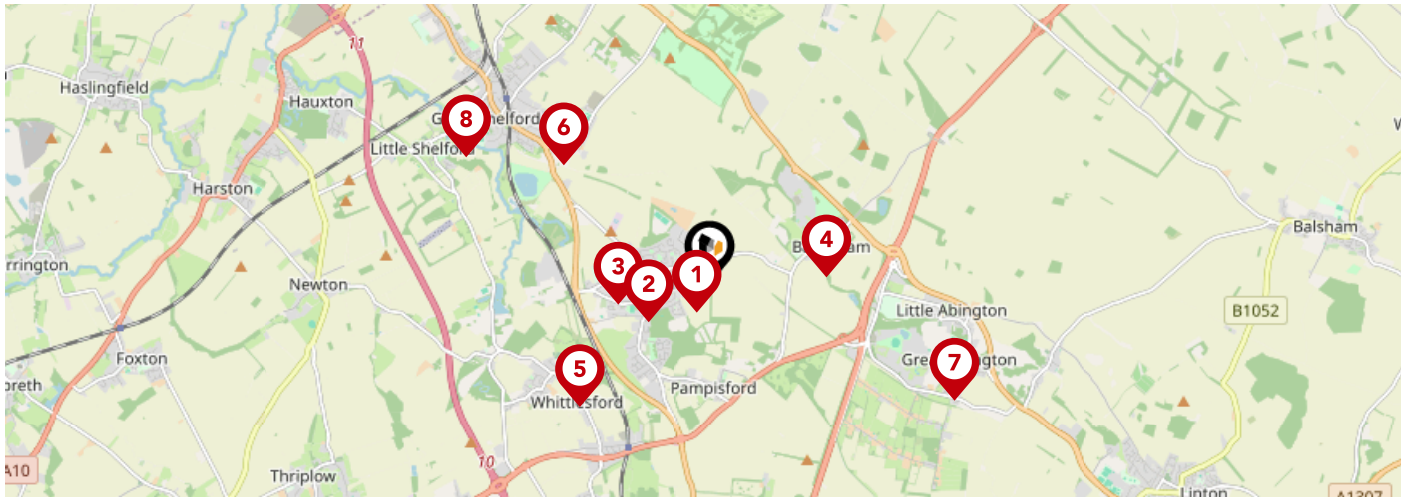 11
Haslingfield
Hauxton
8
6
Little Shelford
Harston
Balsham
4
rrington
3
2
1
Newton
B1052
Little Abington
Foxton
7
5
Pampisford
Whittlesford
A10
10
Thriplow
Linton
A1307